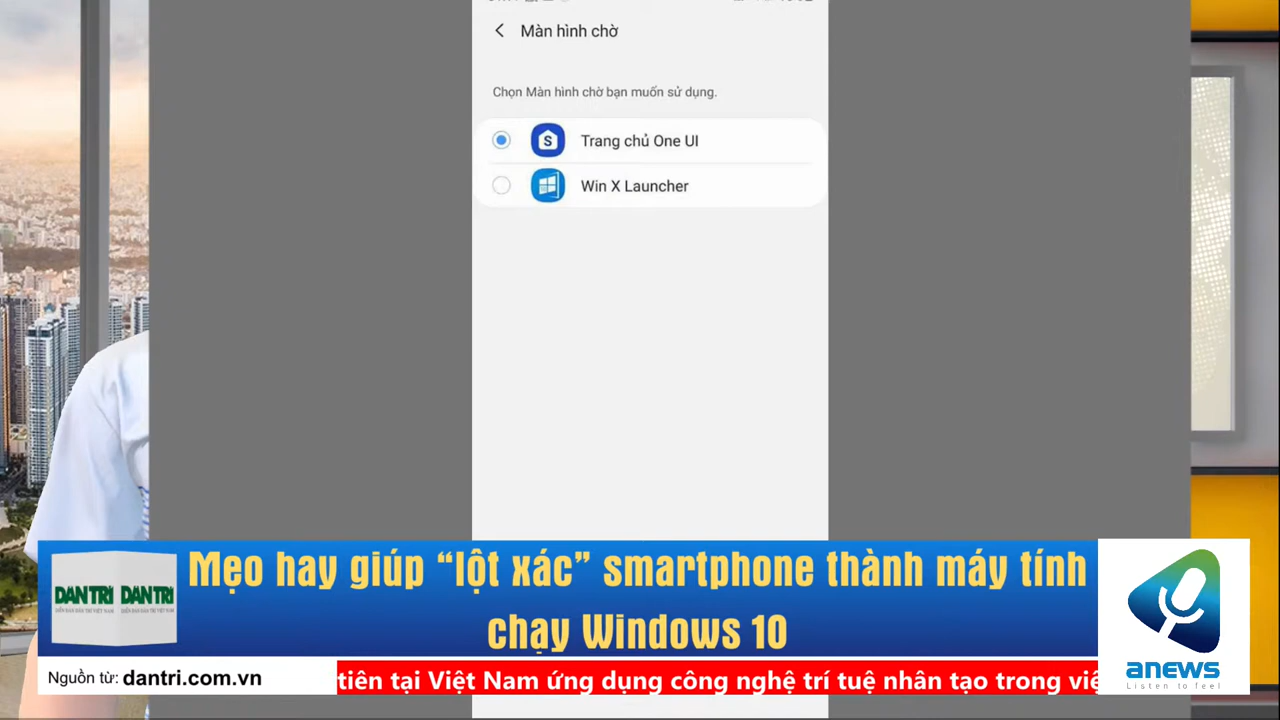 Màn hình chờ
Chọn Màn hình chờ bạn muốn sử dụng.
S
Trang chủ One UI
Win X Launcher
Mẹo hay giúp “lột xác” smartphone thành máy tính
chạy Windows 10
DANTRI DANTRI
Nguồn từ: dantri.com.vn
tiên tại Việt Nam ứng dụng công nghệ trí tuệ nhân tạo trong việ
anews
Listen to feel